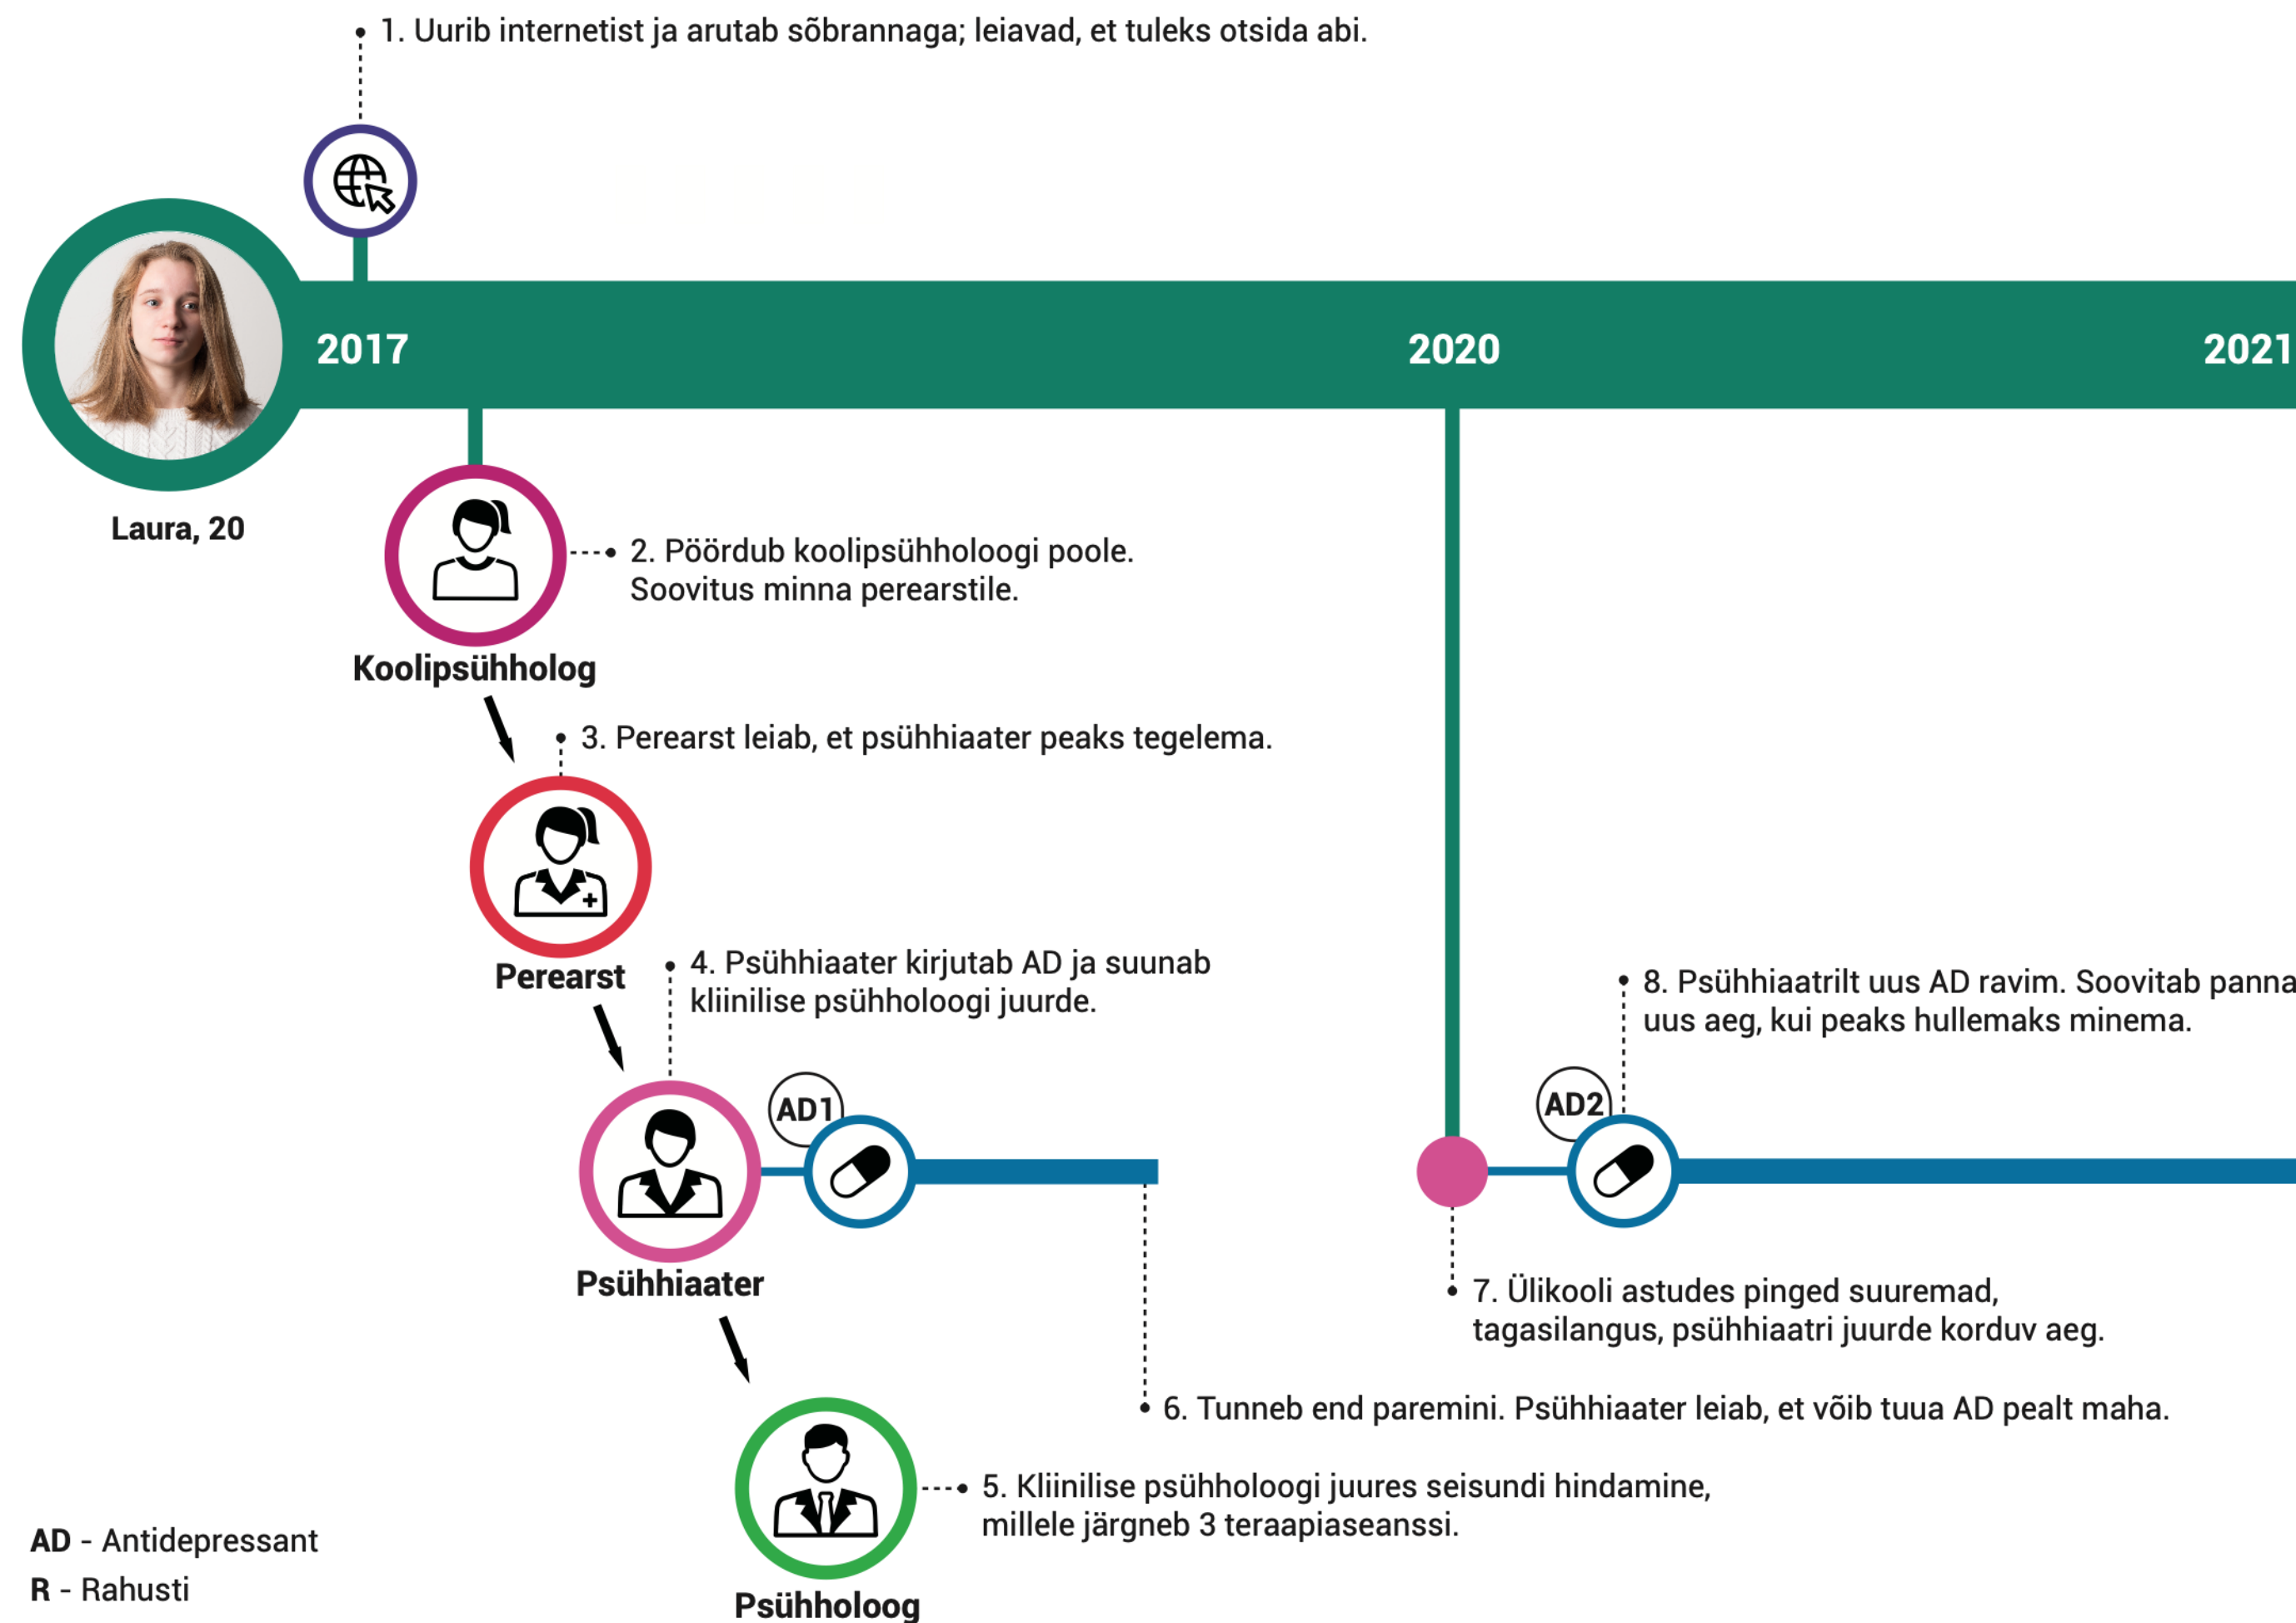 1. Uurib internetist ja arutab sõbrannaga; leiavad, et tuleks otsida abi.
2017
2020
2021
Laura, 20
2. Pöördub koolipsühholoogi poole.
Soovitus minna perearstile.
Koolipsühholog
3. Perearst leiab, et psühhiaater peaks tegelema.
Perearst
4. Psühhiaater kirjutab AD ja suunab
kliinilise psühholoogi juurde.
AD1
Psühhiaater
8. Psühhiaatrilt uus AD ravim. Soovitab panna
uus aeg, kui peaks hullemaks minema.
AD2
7. Ülikooli astudes pinged suuremad,
tagasilangus, psühhiaatri juurde korduv aeg.
6. Tunneb end paremini. Psühhiaater leiab, et võib tuua AD pealt maha.
5. Kliinilise psühholoogi juures seisundi hindamine,
millele järgneb 3 teraapiaseanssi.
Psühholoog
AD - Antidepressant
R - Rahusti